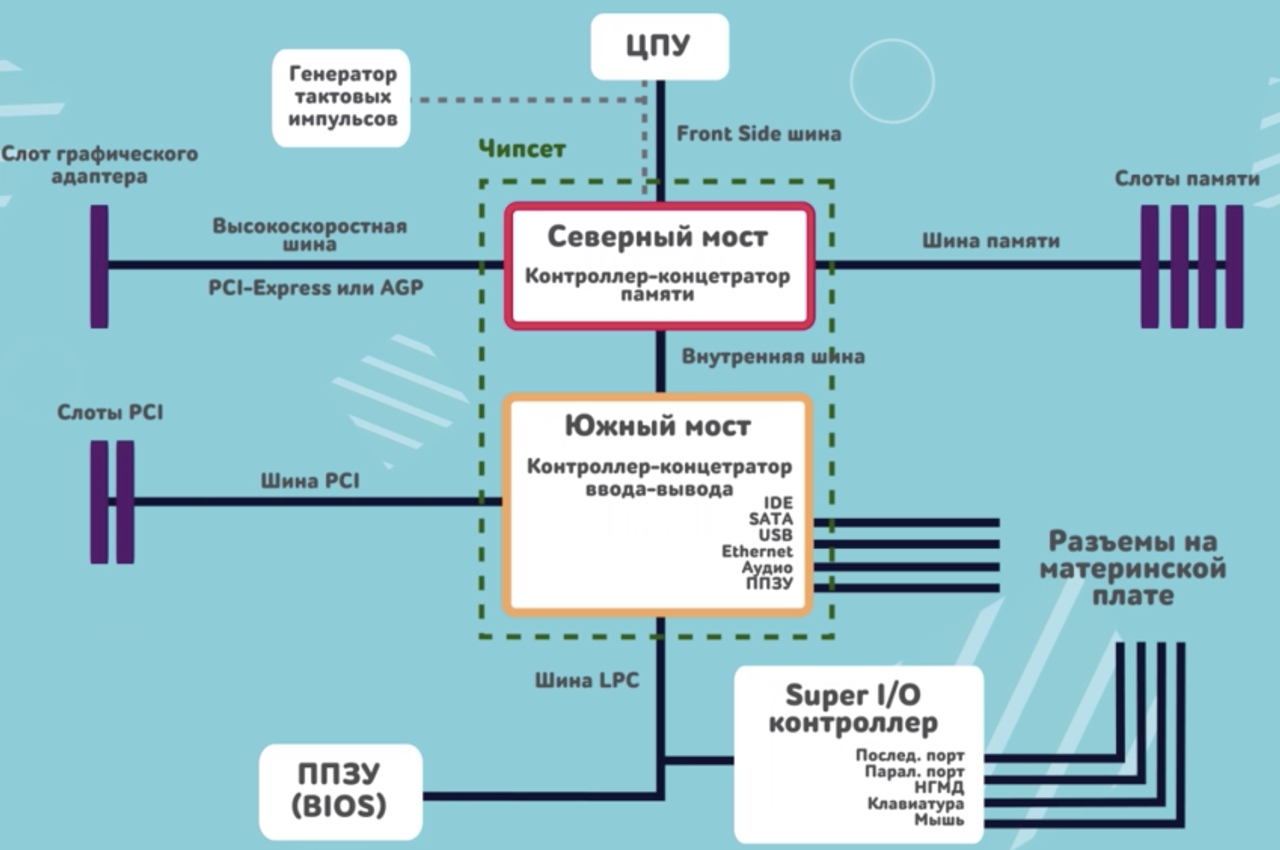 ЦПУ
Генератор
тактовых
импульсов
Front Side шина
Чипсет
Слот графического
адаптера
Слоты памяти
Высокоскоростная
шина
PCI-Express или AGP
Северный мост
Контроллер-концетратор
памяти
Шина памяти
Внутренняя шина
Слоты PCI
Шина PCI
Южный мост
Контроллер-концетратор
ввода-вывода
IDE
SATA
USB
Ethernet
Аудио
ППЗУ
Разъемы на
материнской
плате
Шина LPC
Super I/O
контроллер
Послед. порт
Парал. порт
НГМД
Клавиатура
Мышь
ППЗУ
(BIOS)